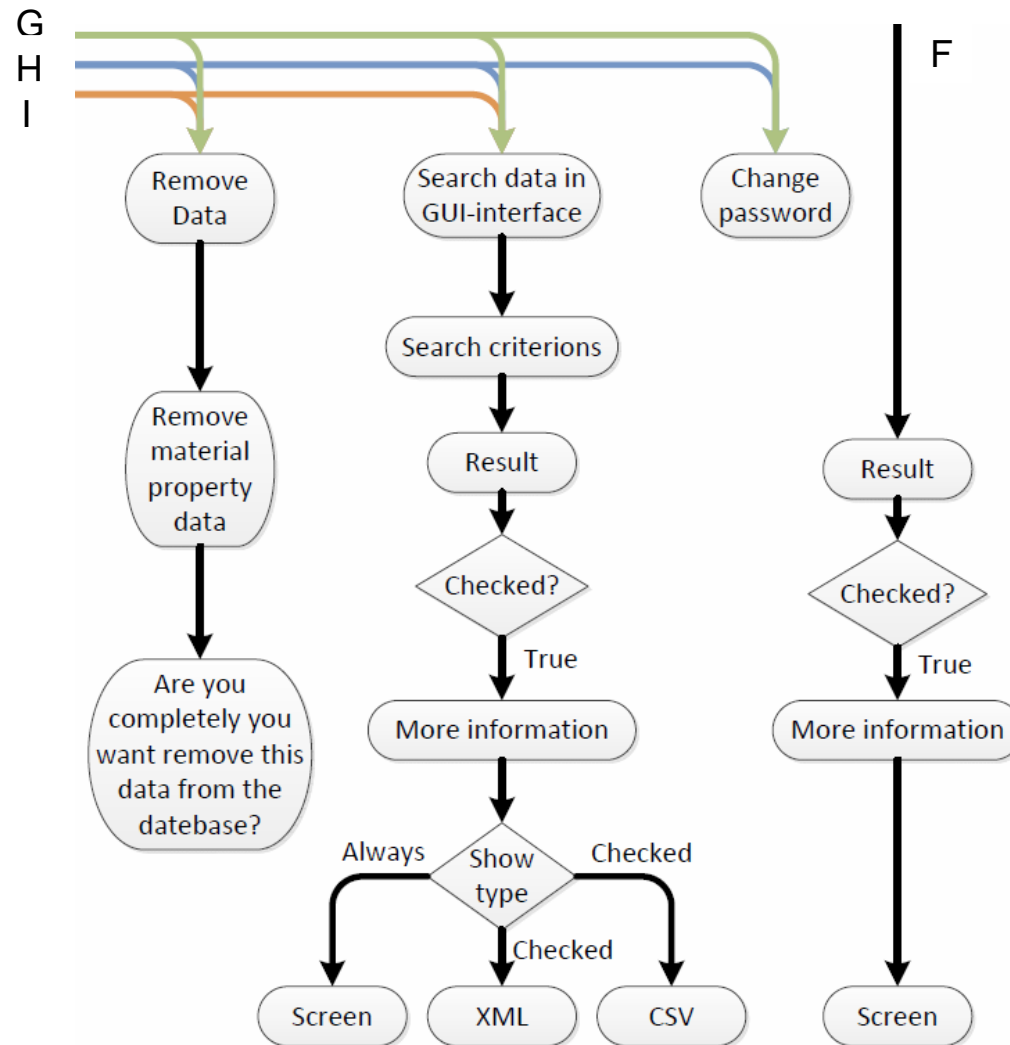 G
H
I
F
Remove
Data
Search data in
GUI-interface
Change
password
Search criterions
Remove
material
property
data
Result
Result
Checked?
Checked?
True
True
Are you
completely you
want remove this
data from the
datebase?
More information
More information
Always
Show
type
Checked
Checked
Screen
XML
CSV
Screen